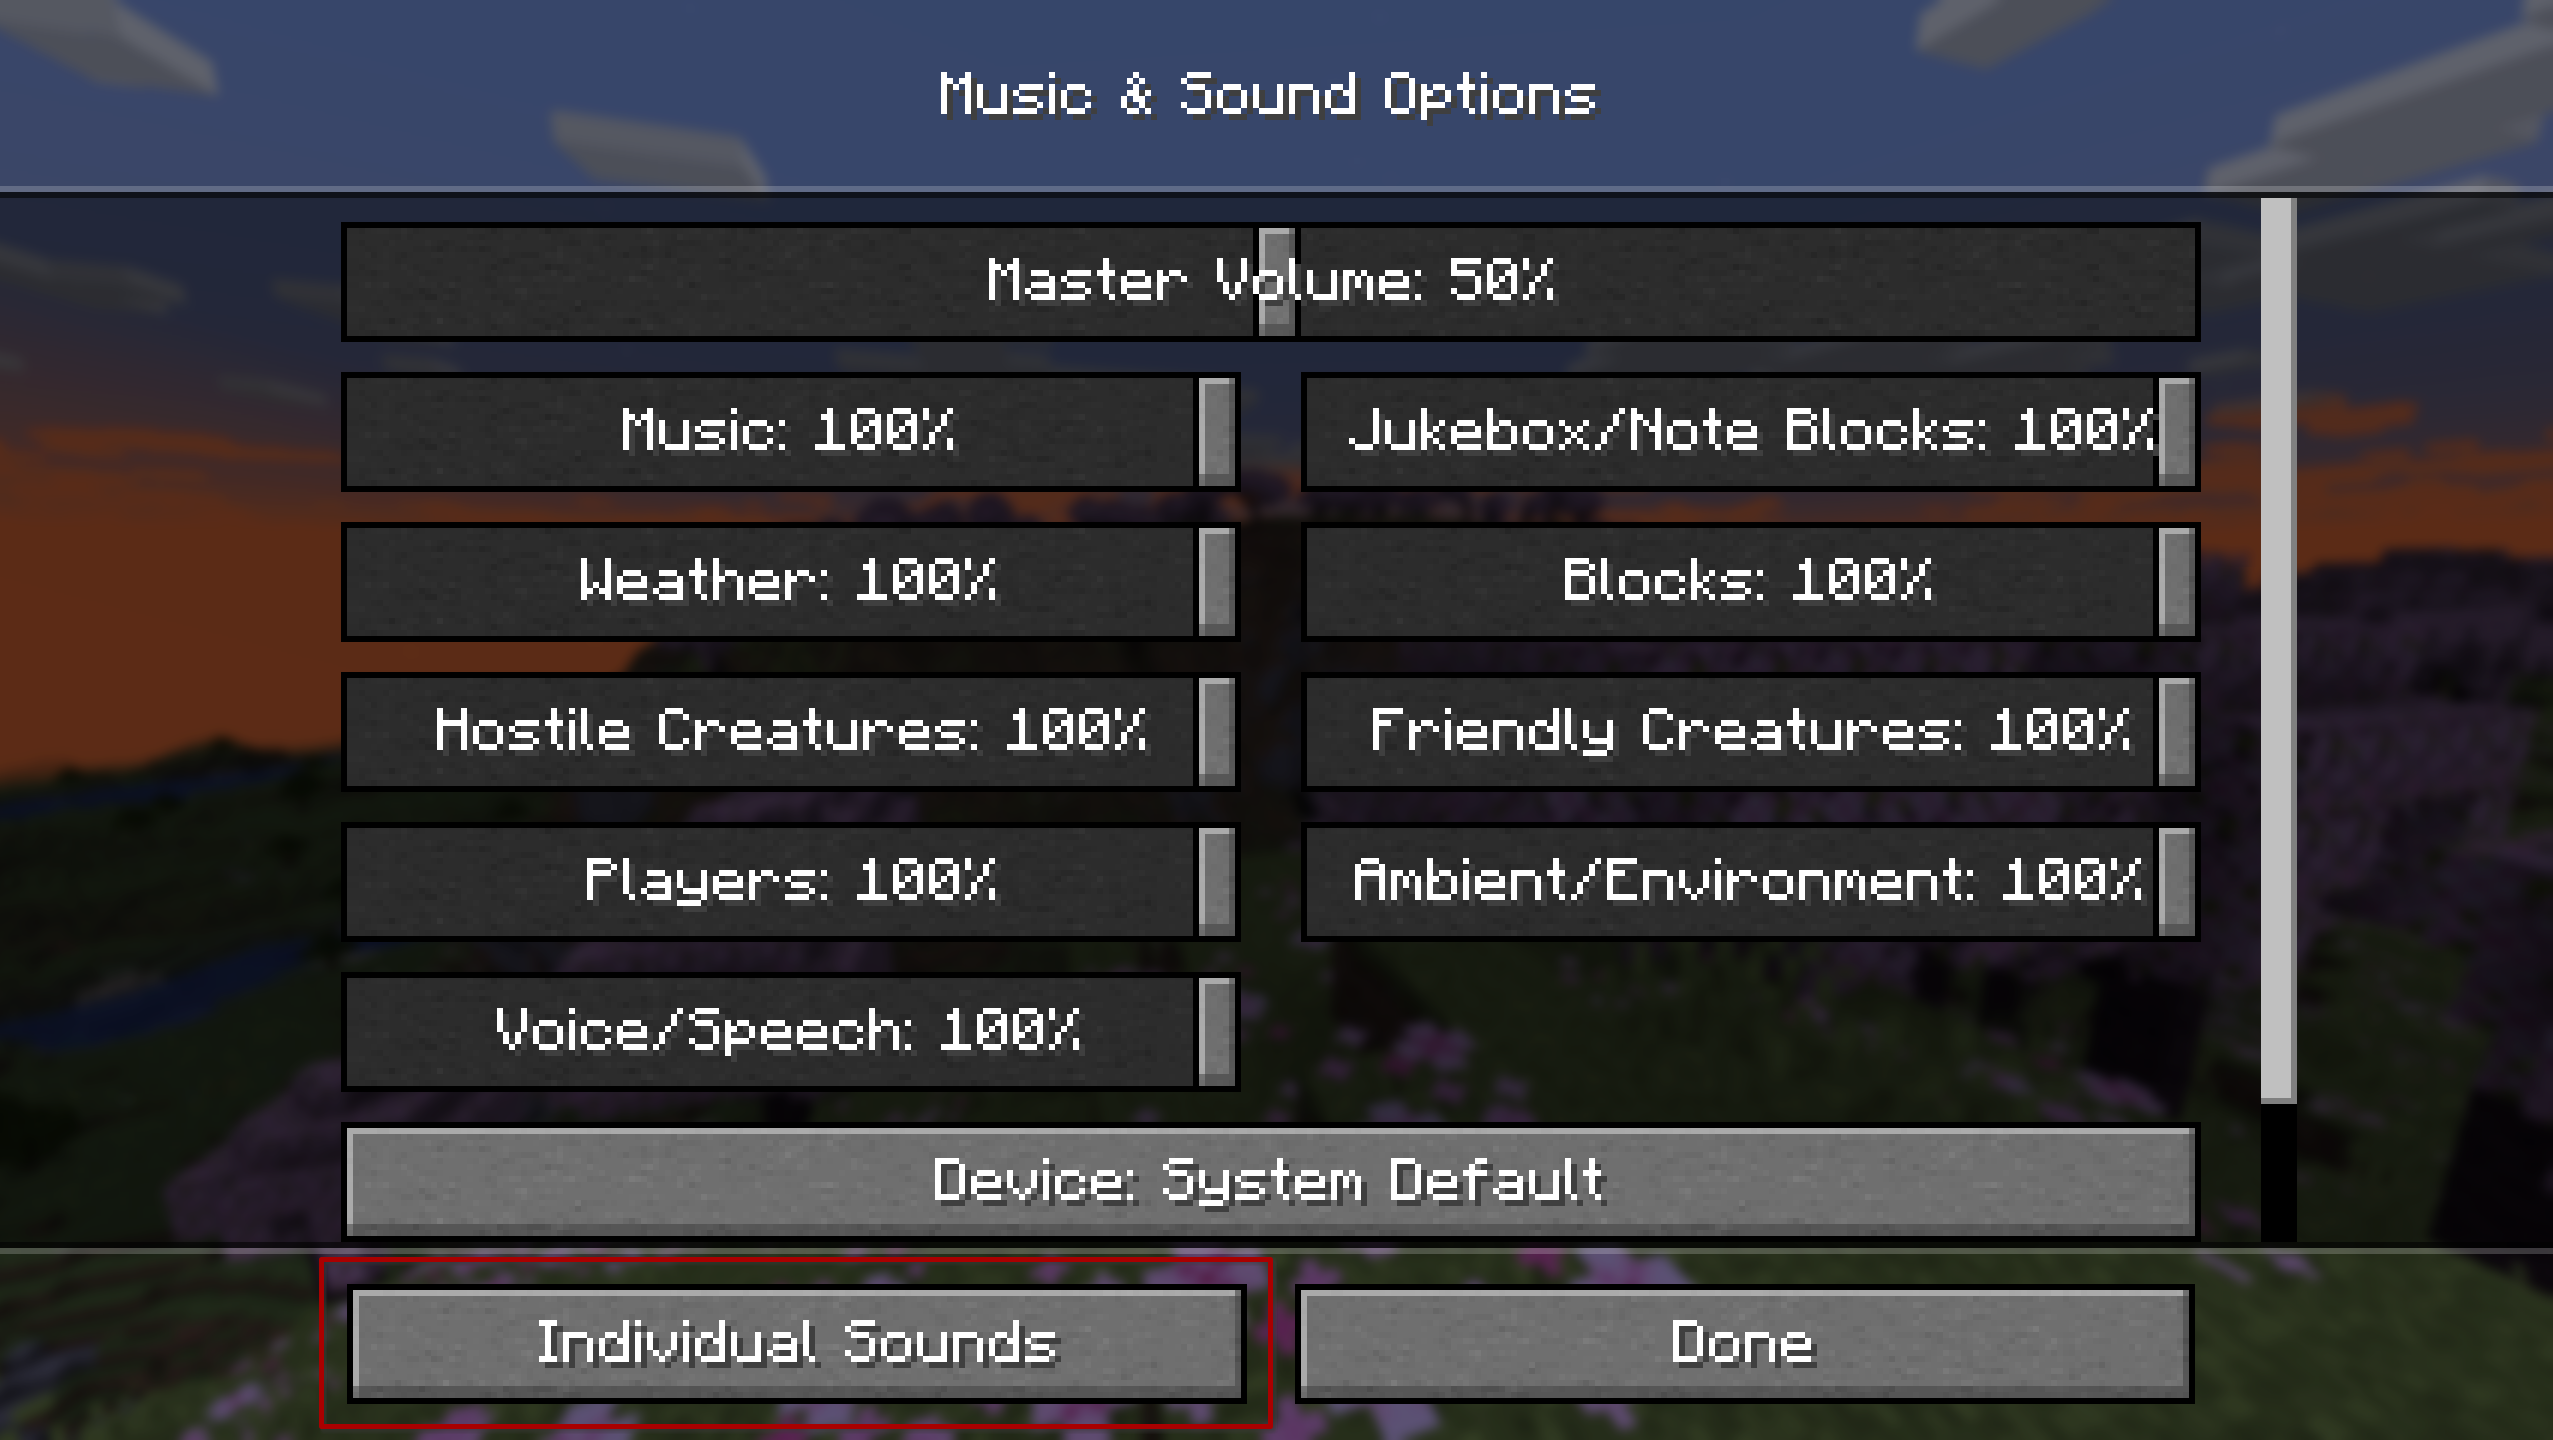 Music & Sound Options
Master Volume: 50%
Music: 100%
Jukebox/Note Blocks: 100%
Weather: 100%
Blocks: 100%
Hostile Creatures: 100%
Friendly Creatures: 100%
Players: 100%
Ambient/Environment: 100%
Voice/Speech: 100%
Device: System Default
Individual Sounds
Done